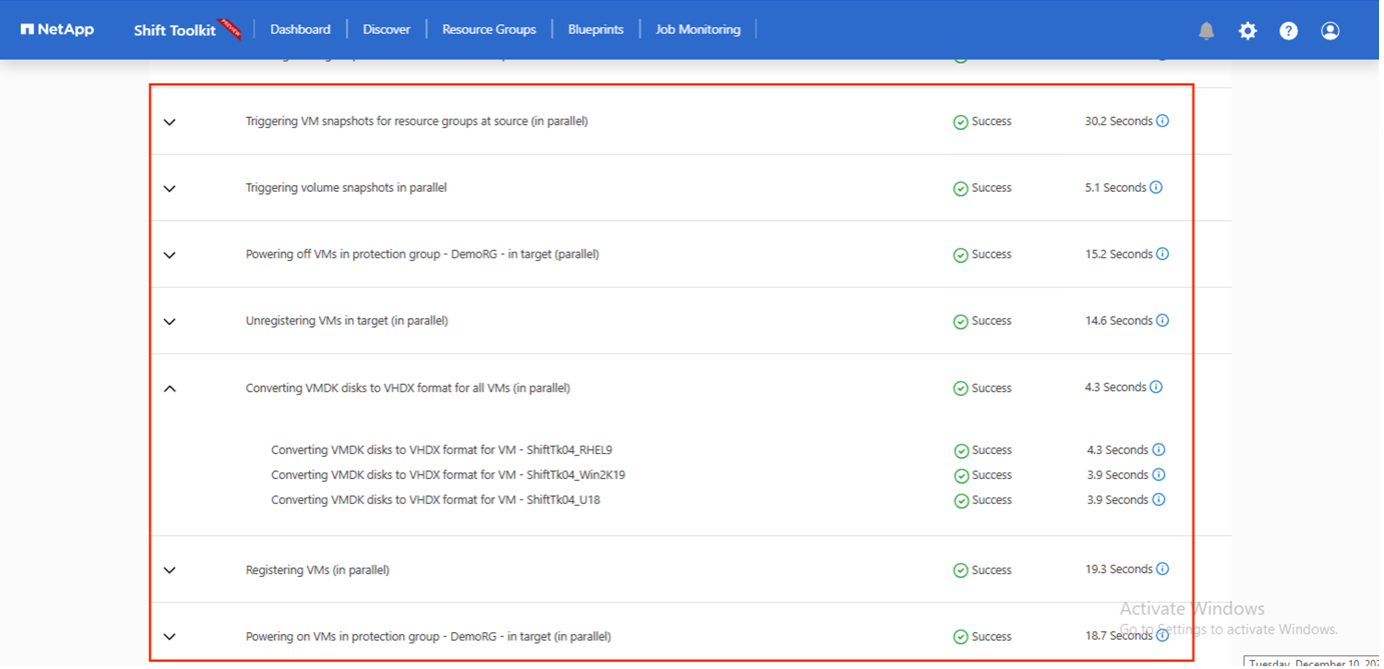 NetApp Shift Toolkit PREVIEW Dashboard Discover Resource Groups Blueprints Job Monitoring
Triggering VM snapshots for resource groups at source (in parallel) Success 30.2 Seconds
Triggering volume snapshots in parallel Success 5.1 Seconds
Powering off VMs in protection group - DemoRG - in target (parallel) Success 15.2 Seconds
Unregistering VMs in target (in parallel) Success 14.6 Seconds
Converting VMDK disks to VHDX format for all VMs (in parallel) Success 4.3 Seconds
Converting VMDK disks to VHDX format for VM - ShiftTk04_RHEL9 Success 4.3 Seconds
Converting VMDK disks to VHDX format for VM - ShiftTk04_Win2K19 Success 3.9 Seconds
Converting VMDK disks to VHDX format for VM - ShiftTk04_U18 Success 3.9 Seconds
Registering VMs (in parallel) Success 19.3 Seconds
Activate Windows
Go to Settings to activate Windows.
Powering on VMs in protection group - DemoRG - in target (in parallel) Success 18.7 Seconds
Tuesday, December 10,